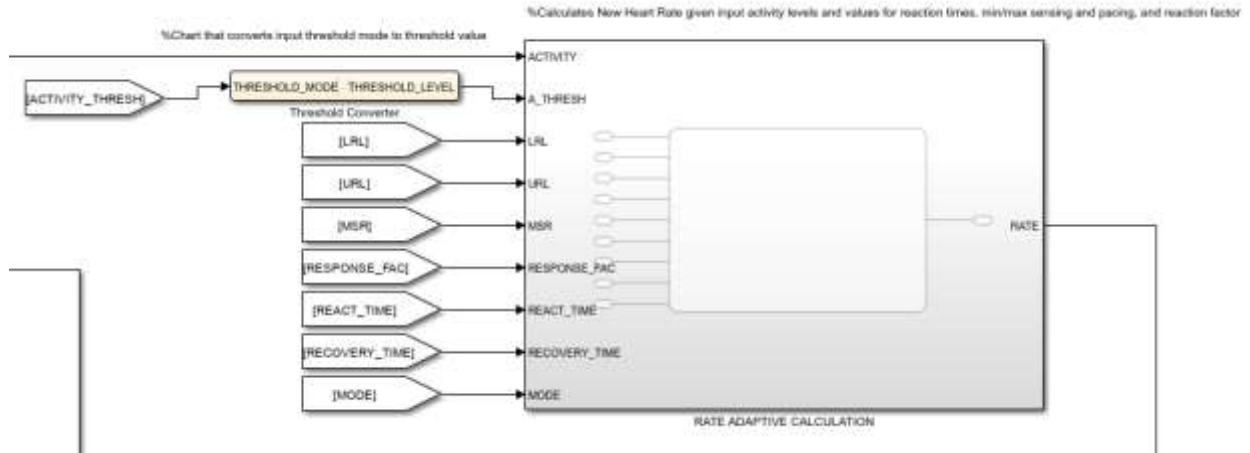 %Calculates New Heart Rate given input activity levels and values for reaction times, min/max sensing and pacing, and reaction factor
%Chart that converts input threshold mode to threshold value
ACTIVITY
[ACTIVITY_THRESH]
THRESHOLD_MODE THRESHOLD_LEVEL
A_THRESH
Threshold Converter
[LRL]
LRL
[URL]
URL
[MSR]
MSR
RATE
[RESPONSE_FAC]
RESPONSE_FAC
[REACT_TIME]
REACT_TIME
[RECOVERY_TIME]
RECOVERY_TIME
[MODE]
MODE
RATE ADAPTIVE CALCULATION